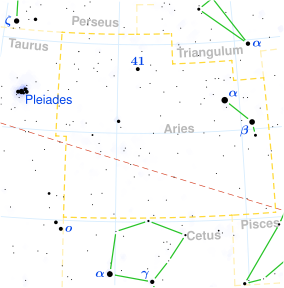 ζ
Perseus
Taurus
Triangulum
α
41
Pleiades
α
Aries
β
ο
Cetus
Pisces
α
γ